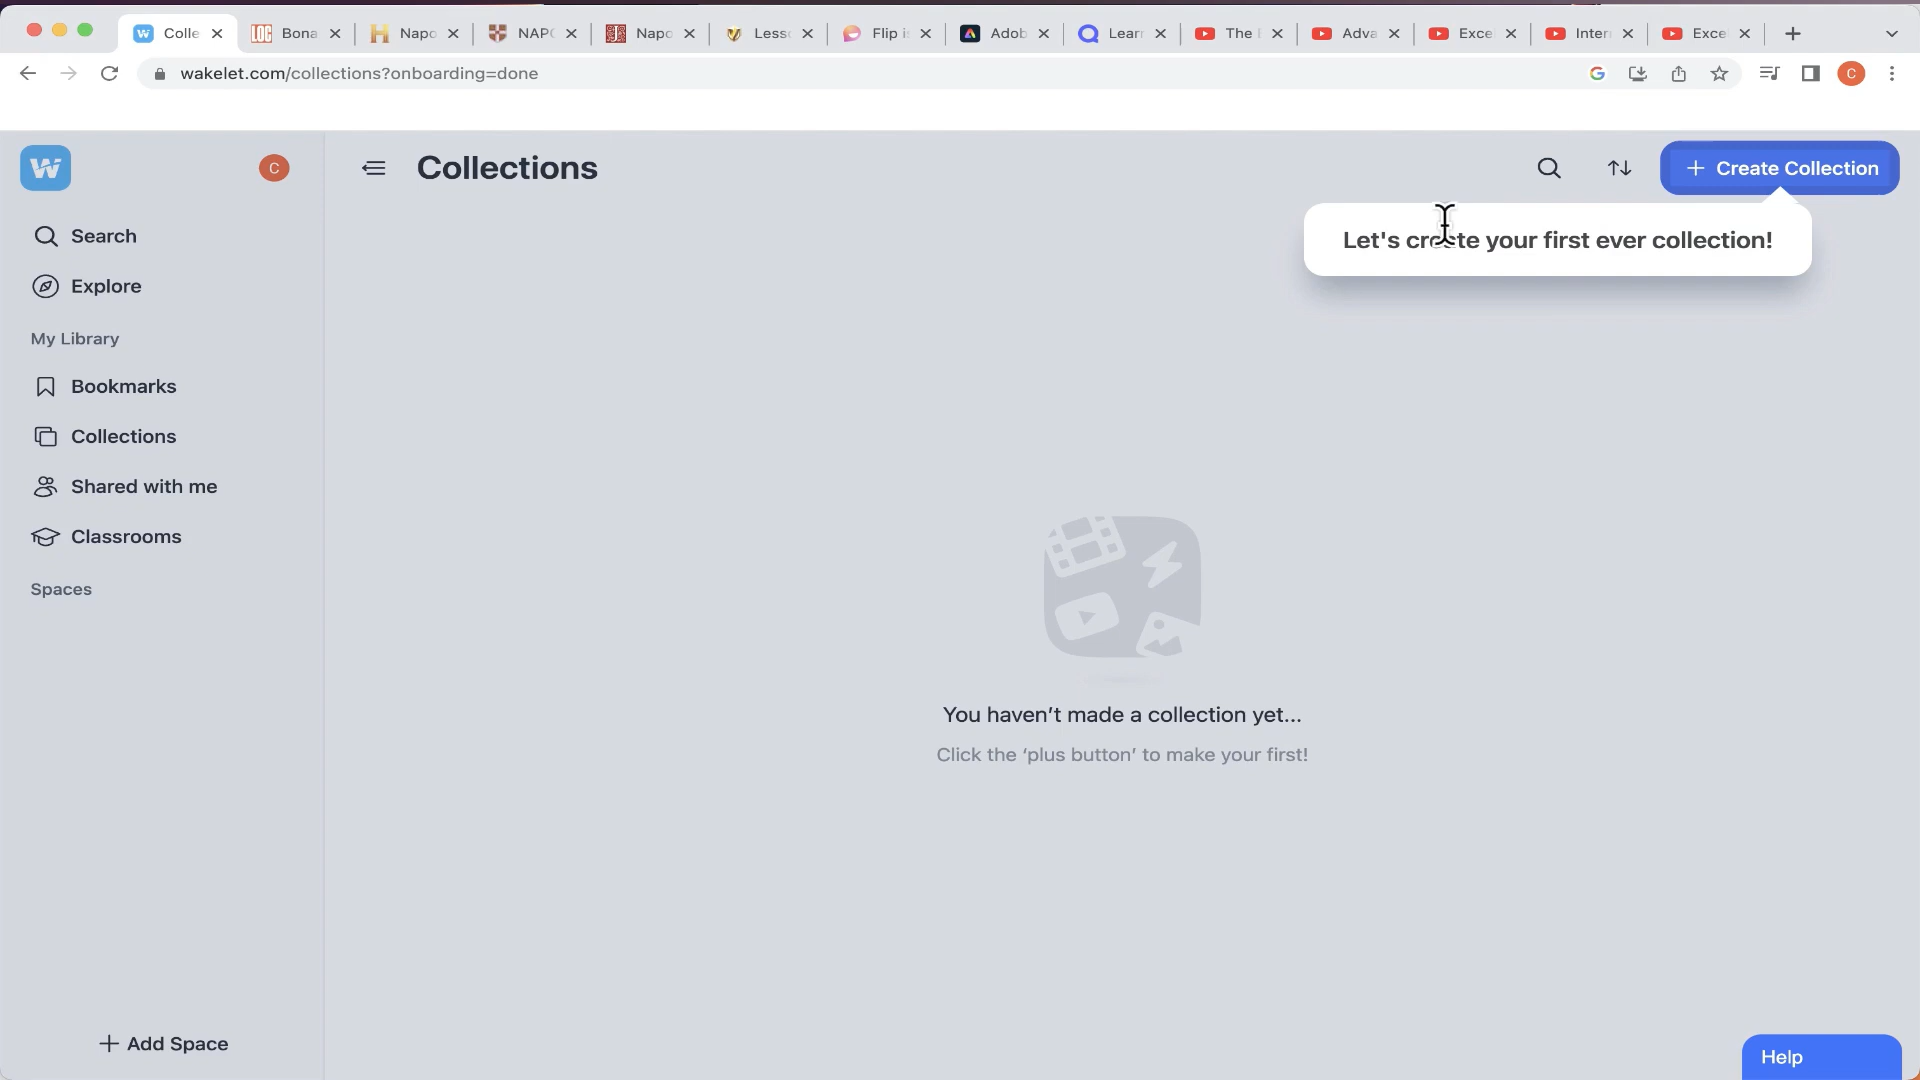 Colle
Bona
Napo
NAPO
Napo
Lesso
Flip i
Adob
Lear
The
Adva
Exce
Inter
Exce
wakelet.com/collections?onboarding=done
C
W
C
Collections
+ Create Collection
Let's create your first ever collection!
Search
Explore
My Library
Bookmarks
Collections
Shared with me
Classrooms
Spaces
You haven't made a collection yet...
Click the ‘plus button’ to make your first!
+ Add Space
Help